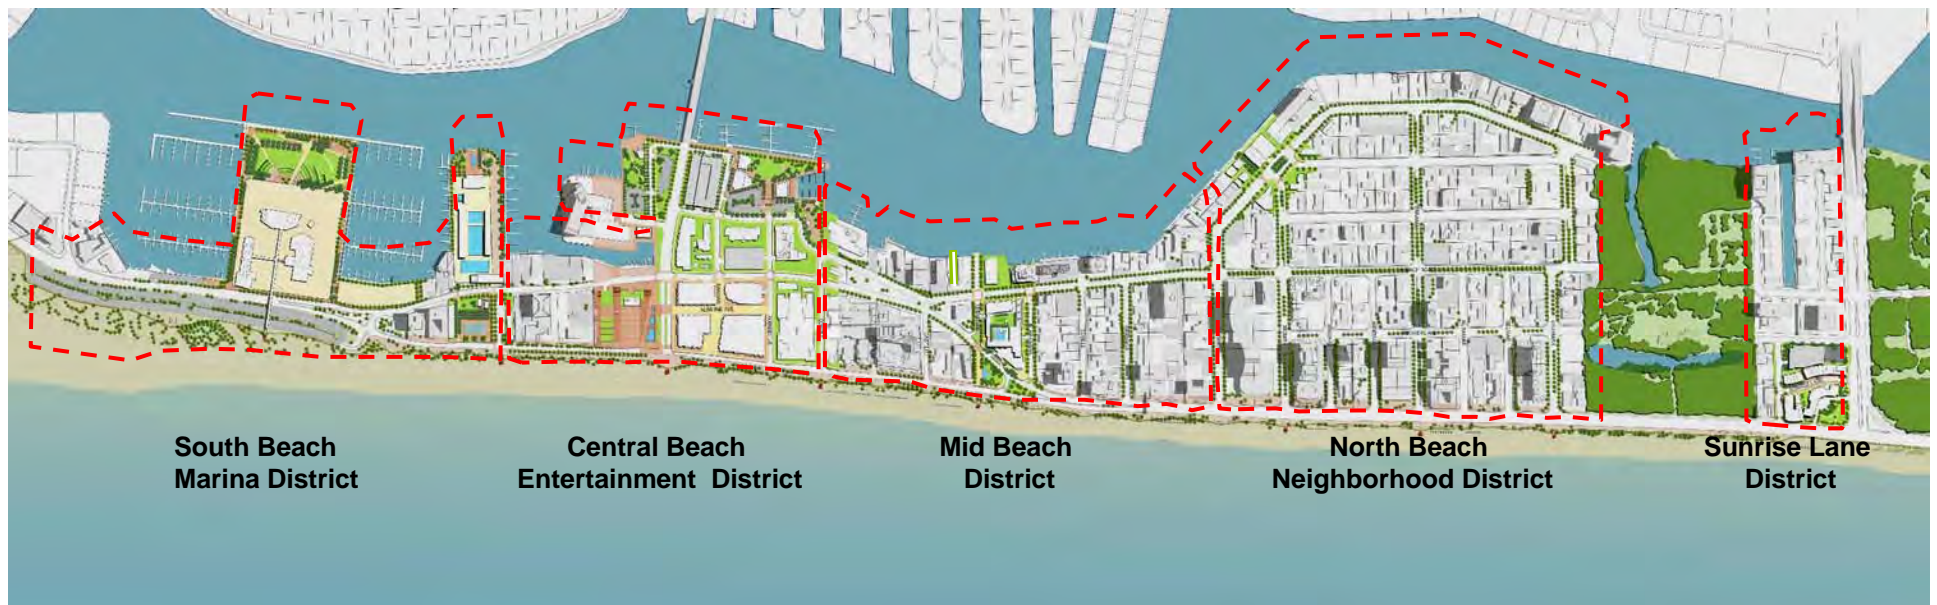 South Beach
Marina District
Central Beach
Entertainment District
Mid Beach
District
North Beach
Neighborhood District
Sunrise Lane
District